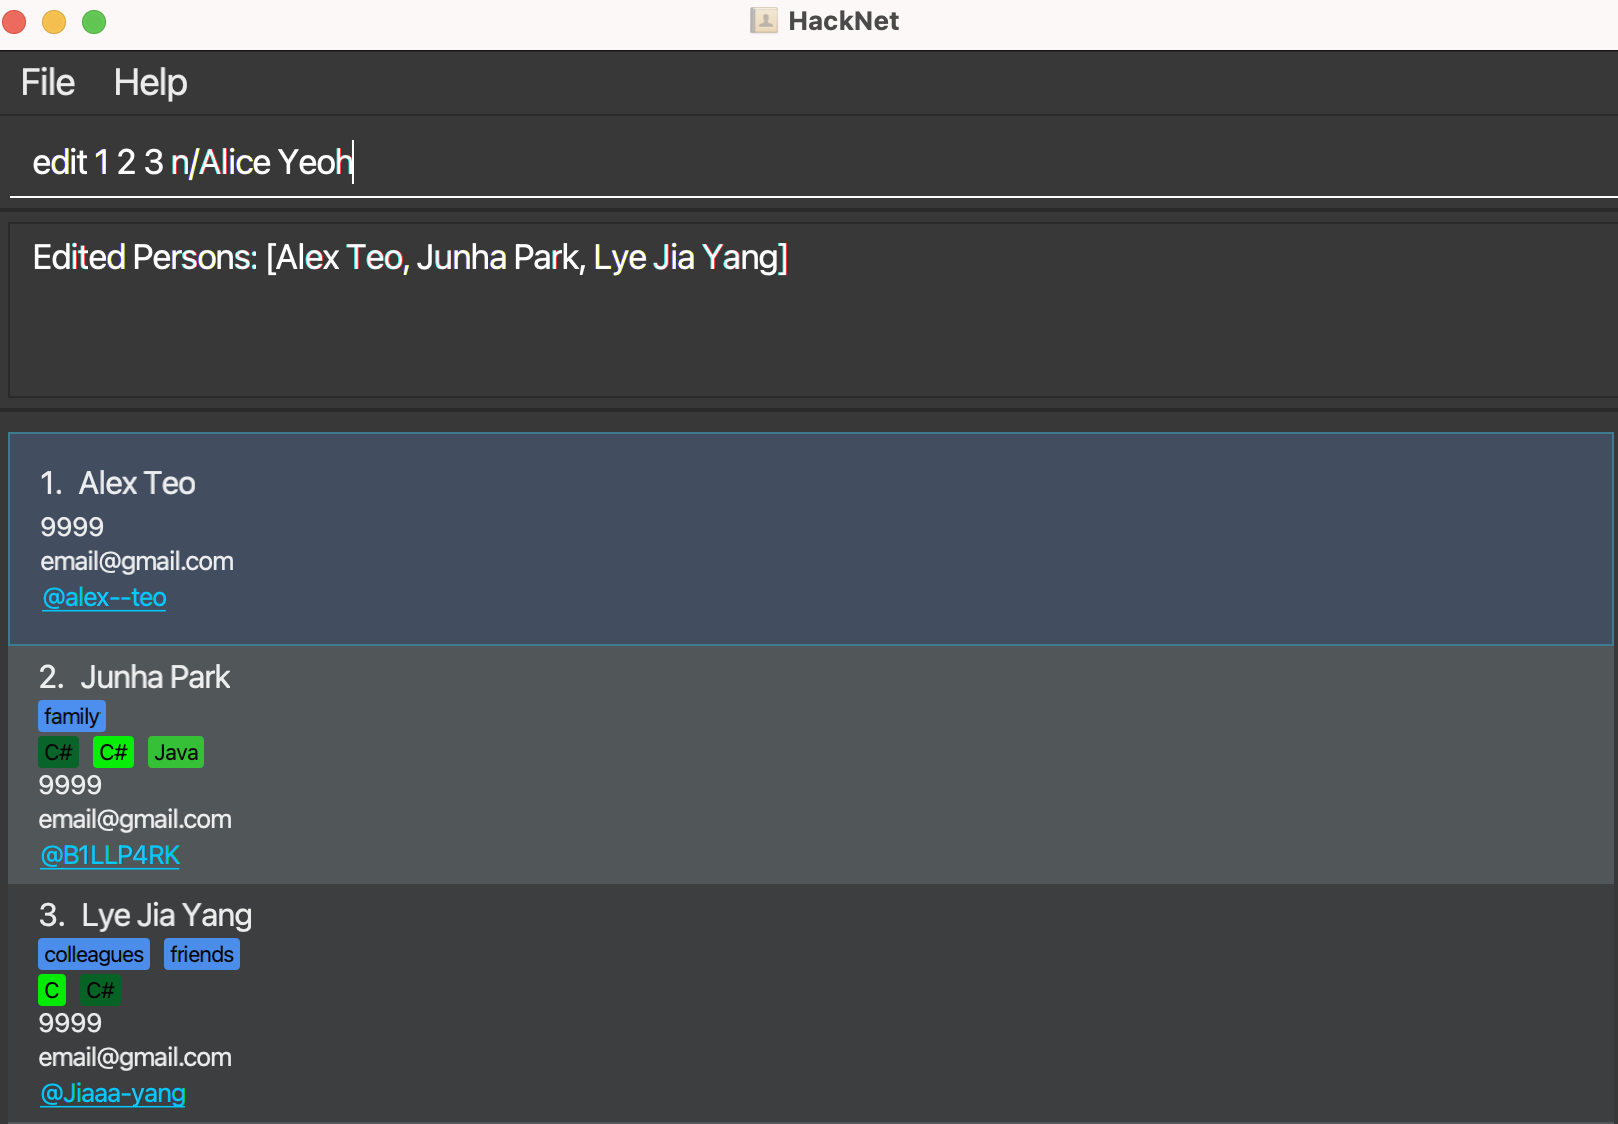 HackNet
File Help
edit 1 2 3 n/Alice Yeoh
Edited Persons: [Alex Teo, Junha Park, Lye Jia Yang]
1. Alex Teo
9999
email@gmail.com
@alex--teo
2. Junha Park
family
C# C# Java
9999
email@gmail.com
@B1LLP4RK
3. Lye Jia Yang
colleagues friends
C C#
9999
email@gmail.com
@Jiaaa-yang